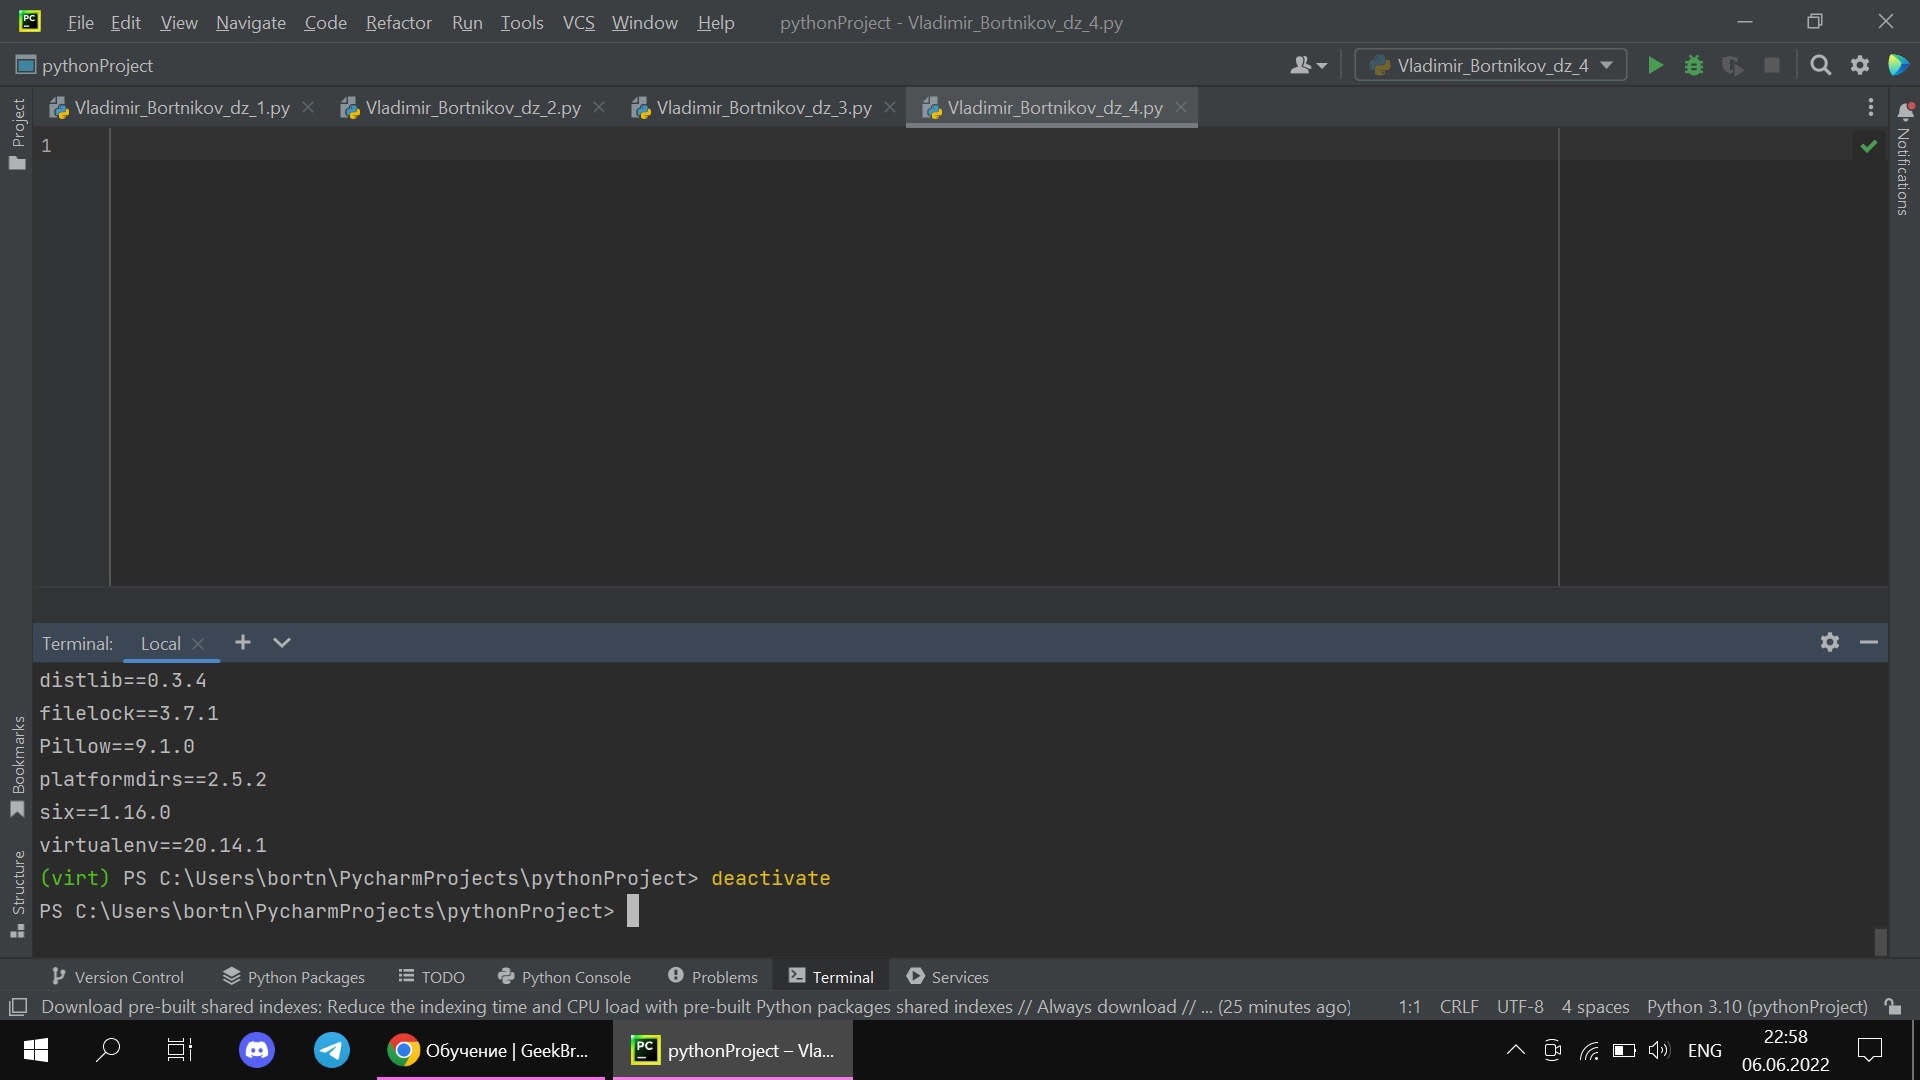 PC File Edit View Navigate Code Refactor Run Tools VCS Window Help pythonProject - Vladimir_Bortnikov_dz_4.py
pythonProject Vladimir_Bortnikov_dz_4
Vladimir_Bortnikov_dz_1.py Vladimir_Bortnikov_dz_2.py Vladimir_Bortnikov_dz_3.py Vladimir_Bortnikov_dz_4.py
Project
1
Notifications
Terminal: Local
distlib==0.3.4
filelock==3.7.1
Pillow==9.1.0
platformdirs==2.5.2
six==1.16.0
virtualenv==20.14.1
(virt) PS C:\Users\bortn\PycharmProjects\pythonProject> deactivate
PS C:\Users\bortn\PycharmProjects\pythonProject>
Bookmarks
Structure
Version Control Python Packages TODO Python Console Problems Terminal Services
Download pre-built shared indexes: Reduce the indexing time and CPU load with pre-built Python packages shared indexes // Always download // ... (25 minutes ago) 1:1 CRLF UTF-8 4 spaces Python 3.10 (pythonProject)
Обучение | GeekBr... PC pythonProject – Vla... ENG 22:58
06.06.2022